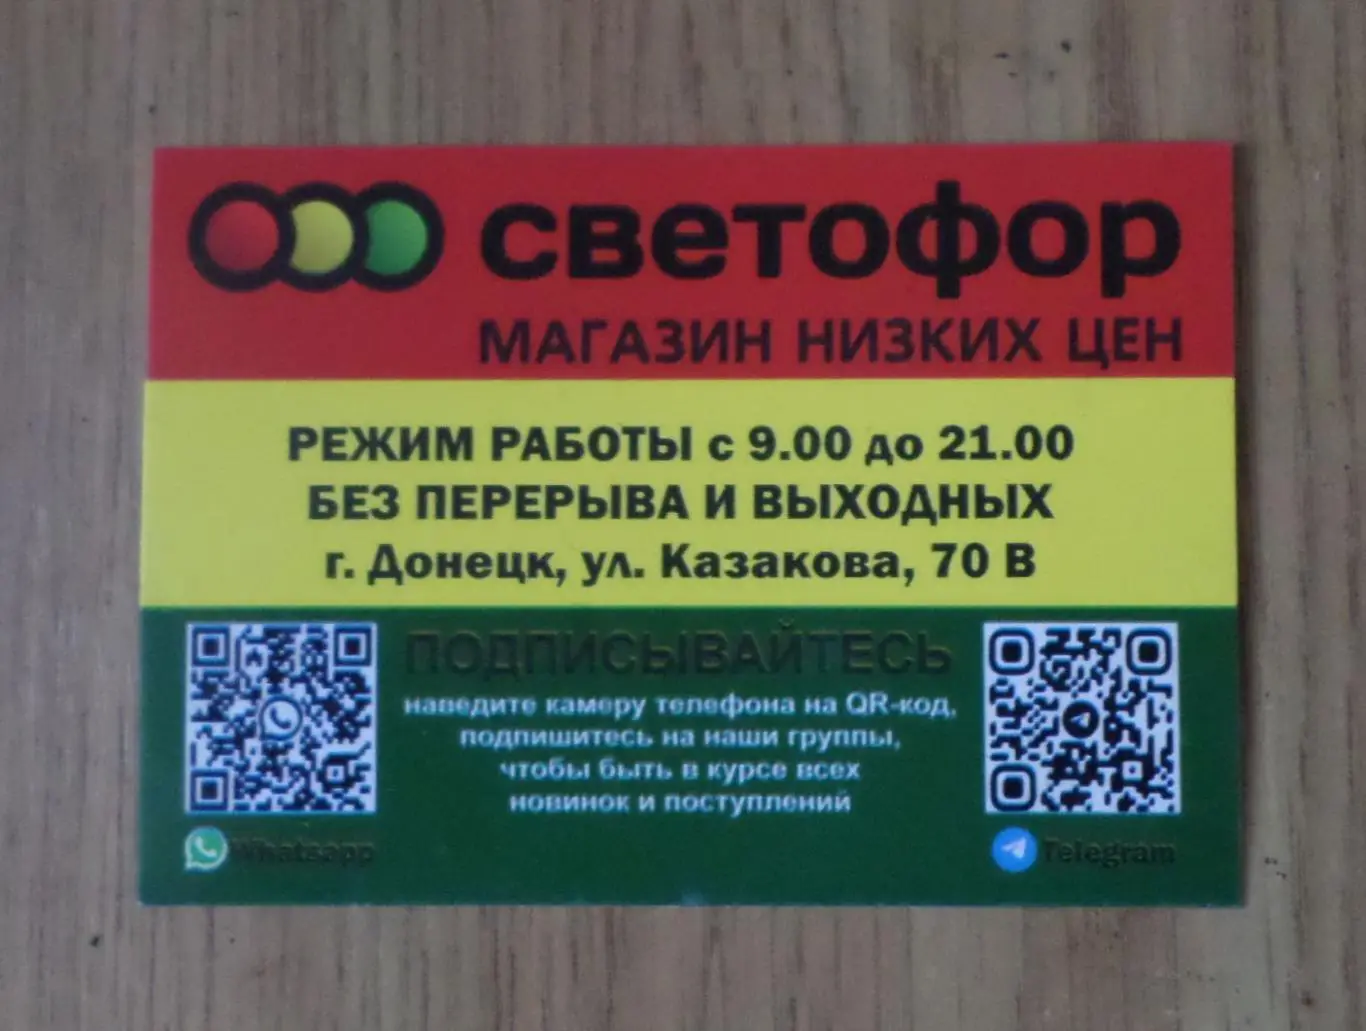 светофор
МАГАЗИН НИЗКИХ ЦЕН
РЕЖИМ РАБОТЫ с 9.00 до 21.00
БЕЗ ПЕРЕРЫВА И ВЫХОДНЫХ
г. Донецк, ул. Казакова, 70 В
ПОДПИСЫВАЙТЕСЬ
наведите камеру телефона на QR-код,
подпишитесь на наши группы,
чтобы быть в курсе всех
новинок и поступлений
Whatsapp
Telegram